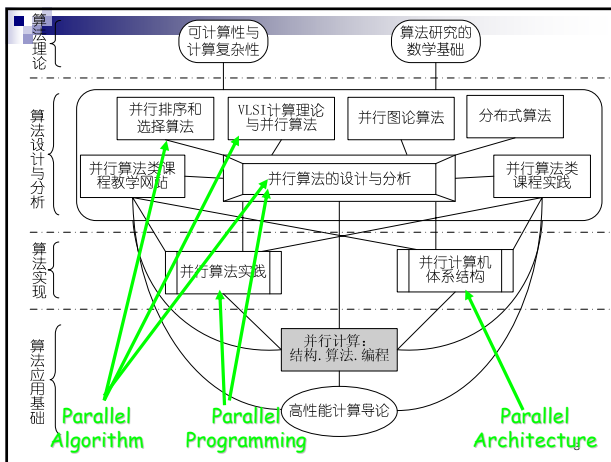 算法理论
可计算性与
计算复杂性
算法研究的
数学基础
算法设计与分析
并行排序和
选择算法
VLSI计算理论
与并行算法
并行图论算法
分布式算法
并行算法类课
程教学网站
并行算法的设计与分析
并行算法类
课程实践
算法实现
并行算法实践
并行计算机
体系结构
算法应用基础
并行计算:
结构.算法.编程
高性能计算导论
Parallel
Algorithm
Parallel
Programming
Parallel
Architecture